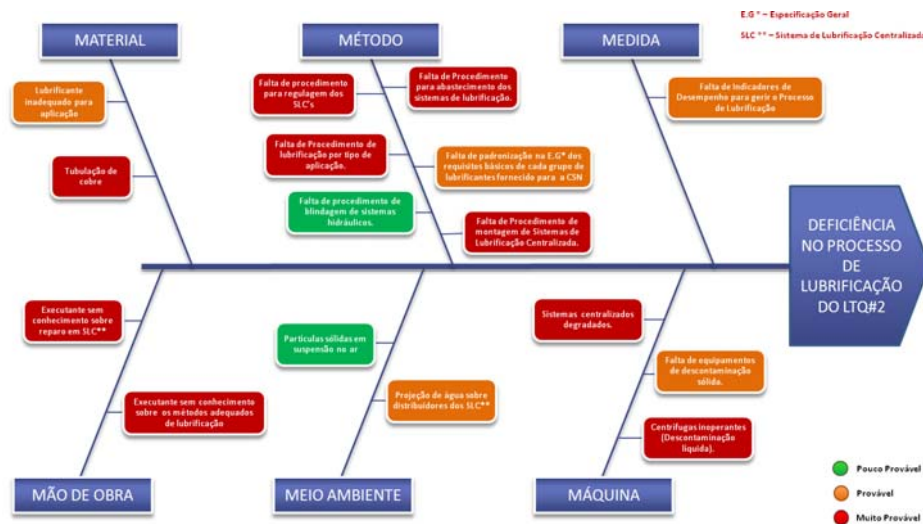 E.G * – Especificação Geral
SLC ** – Sistema de Lubrificação Centralizada
MATERIAL
MÉTODO
MEDIDA
Lubrificante
inadequado para
aplicação
Tubulação de
cobre
Falta de procedimento
para regulagem dos
SLC's
Falta de Procedimento
para abastecimento dos
sistemas de lubrificação.
Falta de Procedimento de
lubrificação por tipo de
aplicação.
Falta de padronização na E.G* dos
requisitos básicos de cada grupo de
lubrificantes fornecido para a CSN
Falta de procedimento de
blindagem de sistemas
hidráulicos.
Falta de Procedimento de
montagem de Sistemas de
Lubrificação Centralizada.
Falta de Indicadores de
Desempenho para gerir o Processo
de Lubrificação
DEFICIÊNCIA
NO PROCESSO
DE
LUBRIFICAÇÃO
DO LTQ#2
Executante sem
conhecimento sobre
reparo em SLC**
Executante sem conhecimento
sobre os métodos adequados
de lubrificação
Partículas sólidas em
suspensão no ar
Projeção de água sobre
distribuidores dos SLC**
Sistemas centralizados
degradados.
Falta de equipamentos
de descontaminação
sólida.
Centrífugas inoperantes
(Descontaminação
líquida).
MÃO DE OBRA
MEIO AMBIENTE
MÁQUINA
Pouco Provável
Provável
Muito Provável